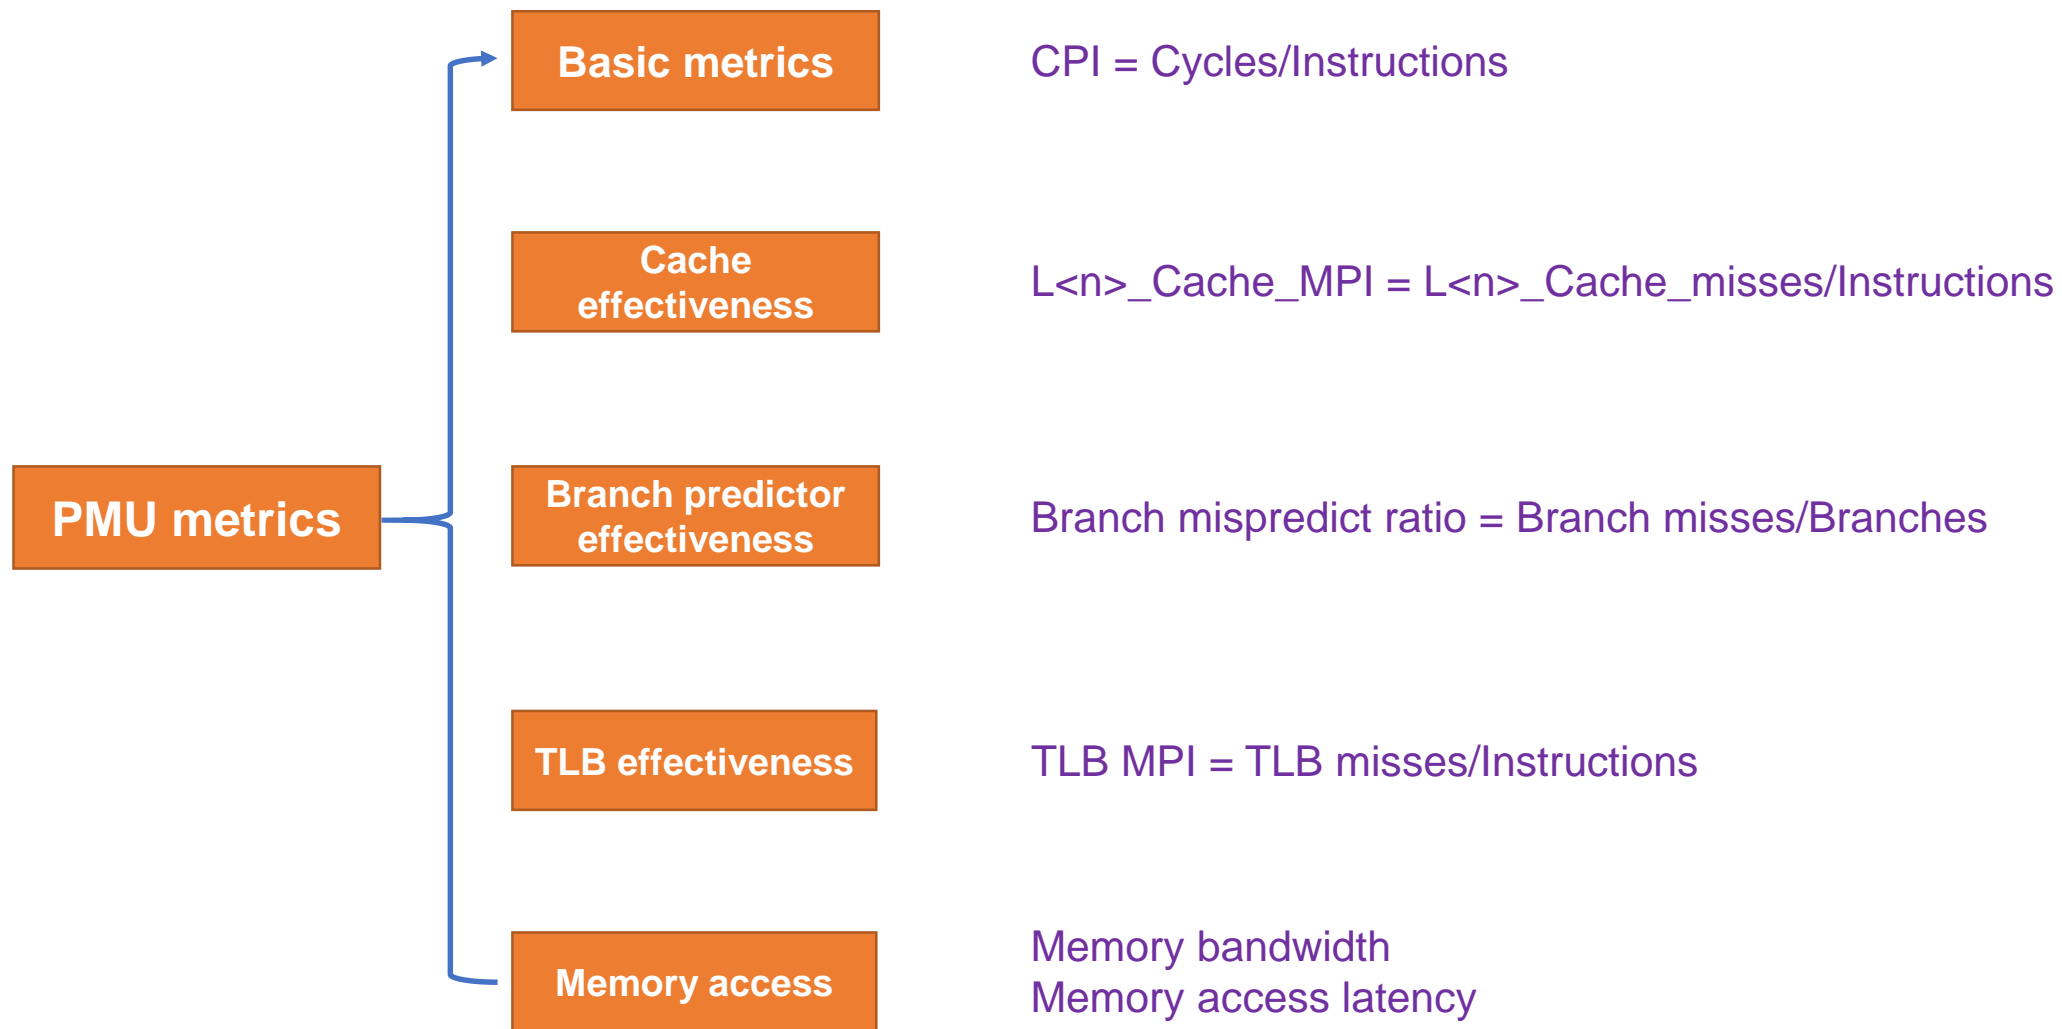 Basic metrics
CPI = Cycles/Instructions
Cache
effectiveness
L<n>_Cache_MPI = L<n>_Cache_misses/Instructions
PMU metrics
Branch predictor
effectiveness
Branch mispredict ratio = Branch misses/Branches
TLB effectiveness
TLB MPI = TLB misses/Instructions
Memory access
Memory bandwidth
Memory access latency